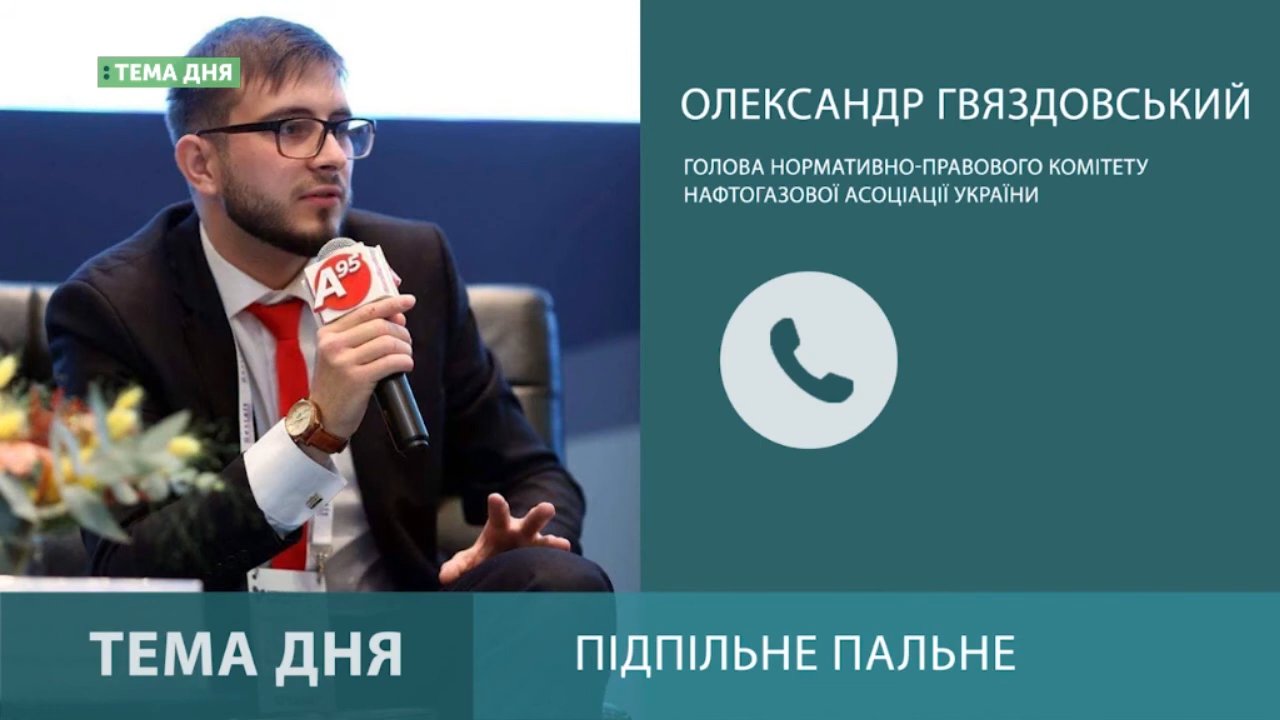 :ТЕМА ДНЯ
ОЛЕКСАНДР ГВЯЗДОВСЬКИЙ
ГОЛОВА НОРМАТИВНО-ПРАВОВОГО КОМІТЕТУ
НАФТОГАЗОВОЇ АСОЦІАЦІЇ УКРАЇНИ
А95
ТЕМА ДНЯ
ПІДПІЛЬНЕ ПАЛЬНЕ